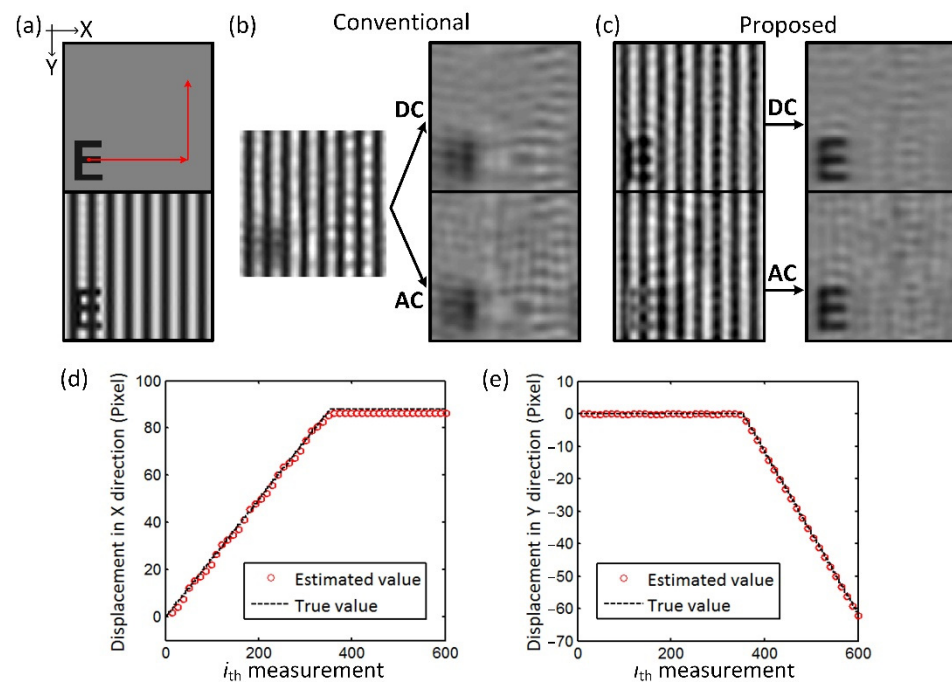 (a)
X
Y
E
E
(b)
Conventional
DC
AC
(c)
Proposed
DC
E
AC
E
(d)
Displacement in X direction (Pixel)
100
80
60
40
20
0
0
200
400
600
Estimated value
True value
i_th measurement
(e)
Displacement in Y direction (Pixel)
10
0
−10
−20
−30
−40
−50
−60
−70
0
200
400
600
Estimated value
True value
i_th measurement